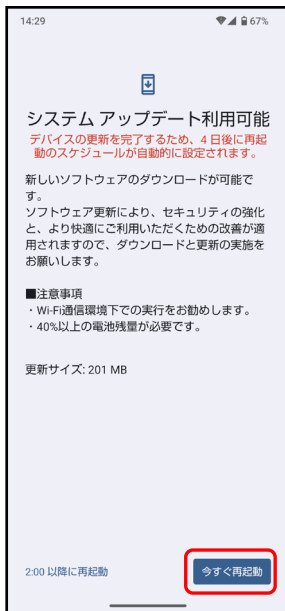 14:29
67%
システム アップデート利用可能
デバイスの更新を完了するため、4 日後に再起
動のスケジュールが自動的に設定されます。
新しいソフトウェアのダウンロードが可能で
す。
ソフトウェア更新により、セキュリティの強化
と、より快適にご利用いただくための改善が適
用されますので、ダウンロードと更新の実施を
お願いします。
■注意事項
・Wi-Fi通信環境下での実行をお勧めします。
・40%以上の電池残量が必要です。
更新サイズ: 201 MB
2:00 以降に再起動
今すぐ再起動